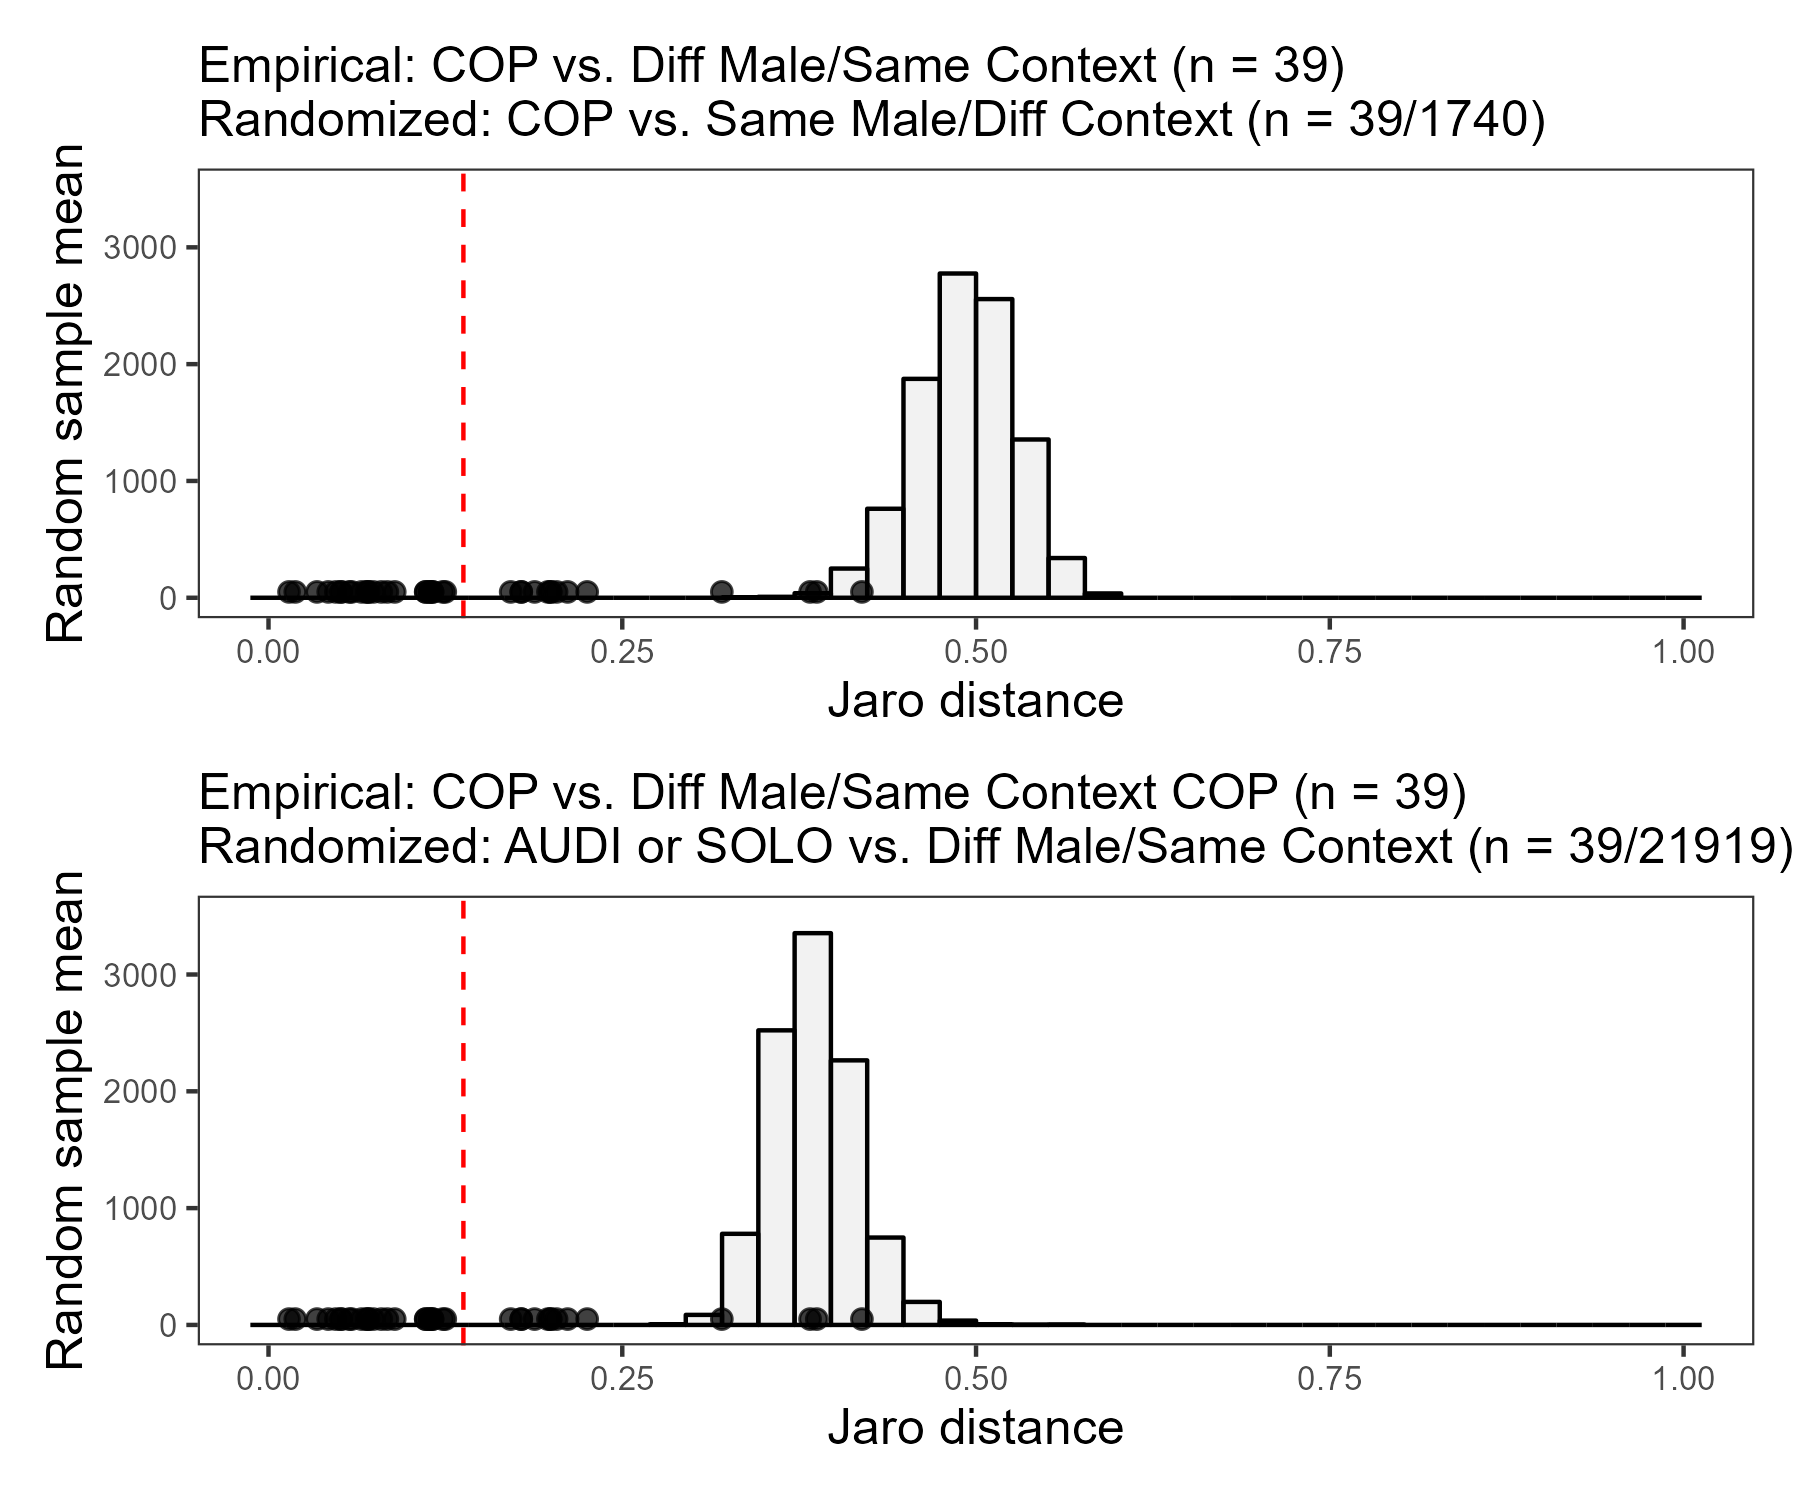 Empirical: COP vs. Diff Male/Same Context (n = 39)
Randomized: COP vs. Same Male/Diff Context (n = 39/1740)
Random sample mean
3000
2000
1000
0
0.00 0.25 0.50 0.75 1.00
Jaro distance
Empirical: COP vs. Diff Male/Same Context COP (n = 39)
Randomized: AUDI or SOLO vs. Diff Male/Same Context (n = 39/21919)
Random sample mean
3000
2000
1000
0
0.00 0.25 0.50 0.75 1.00
Jaro distance